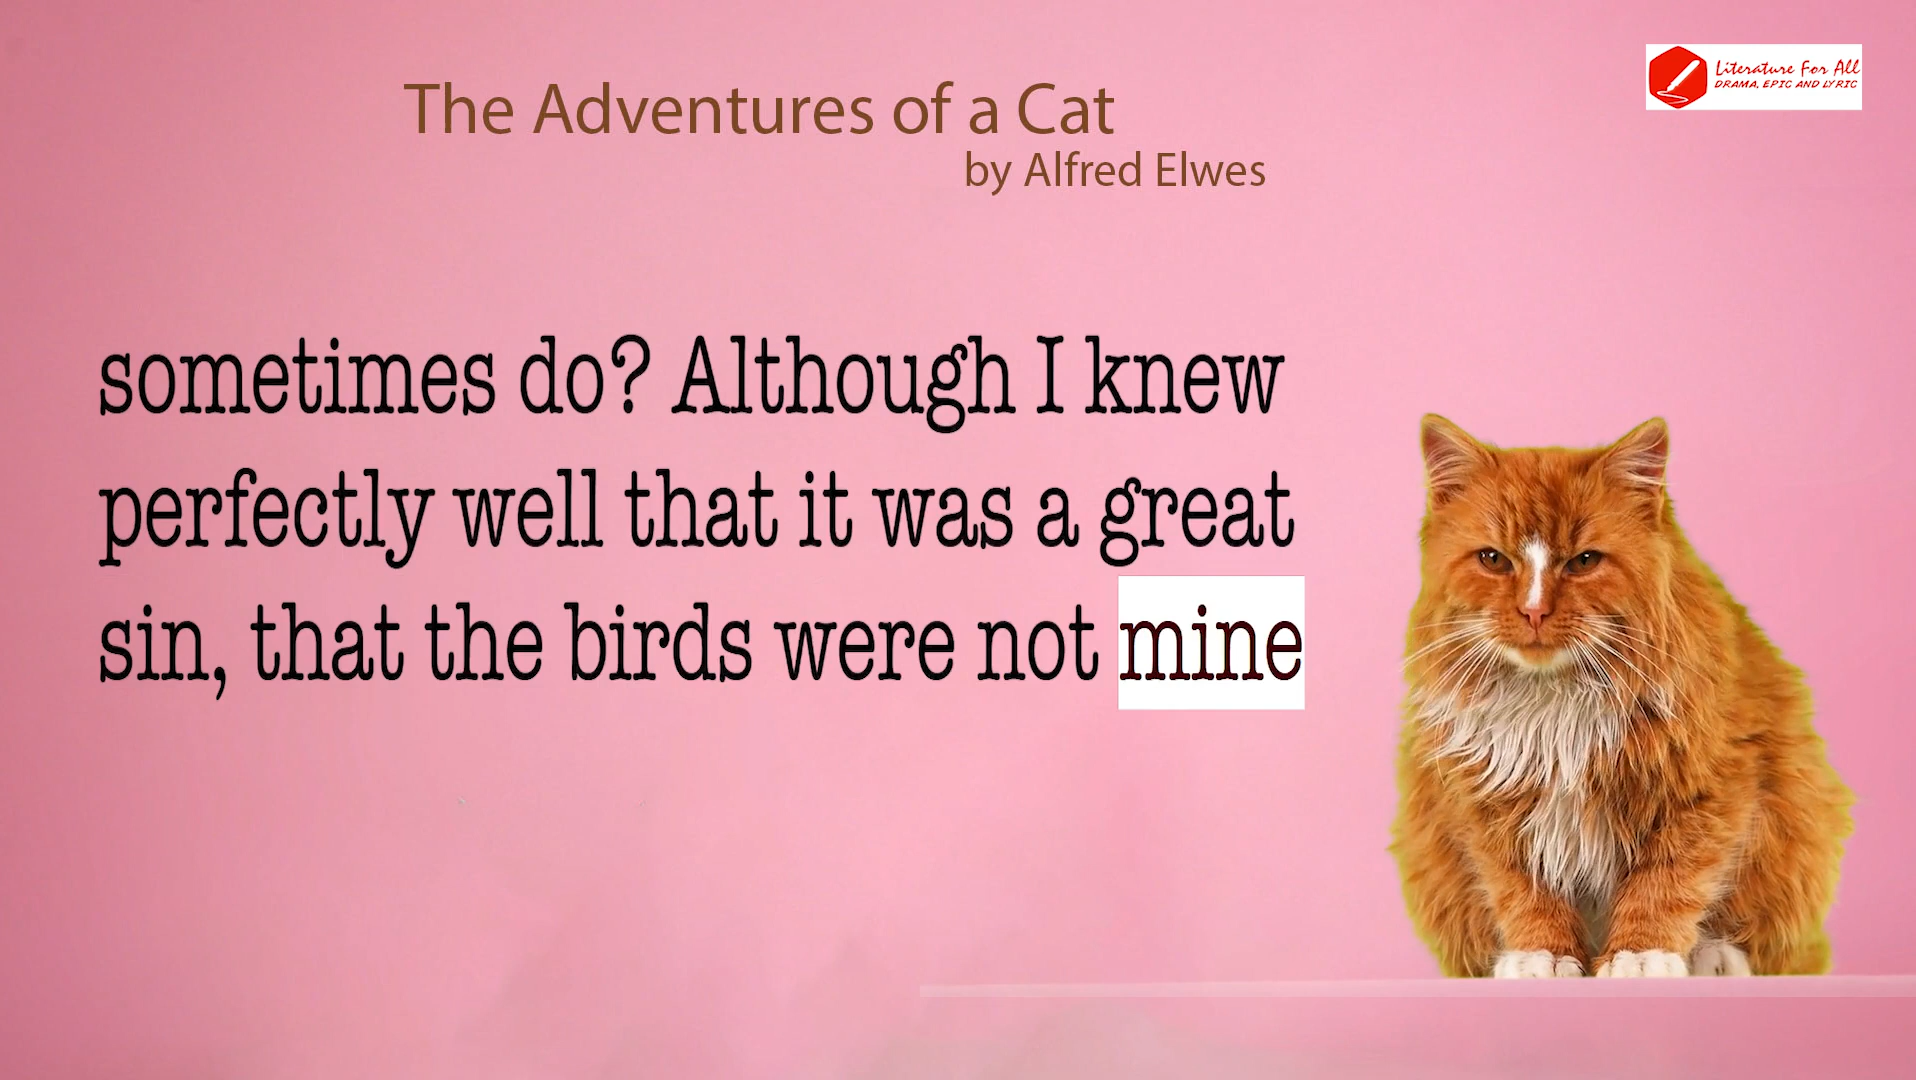 The Adventures of a Cat
by Alfred Elwes
Literature For All
DRAMA, EPIC AND LYRIC
sometimes do? Although I knew
perfectly well that it was a great
sin, that the birds were not mine